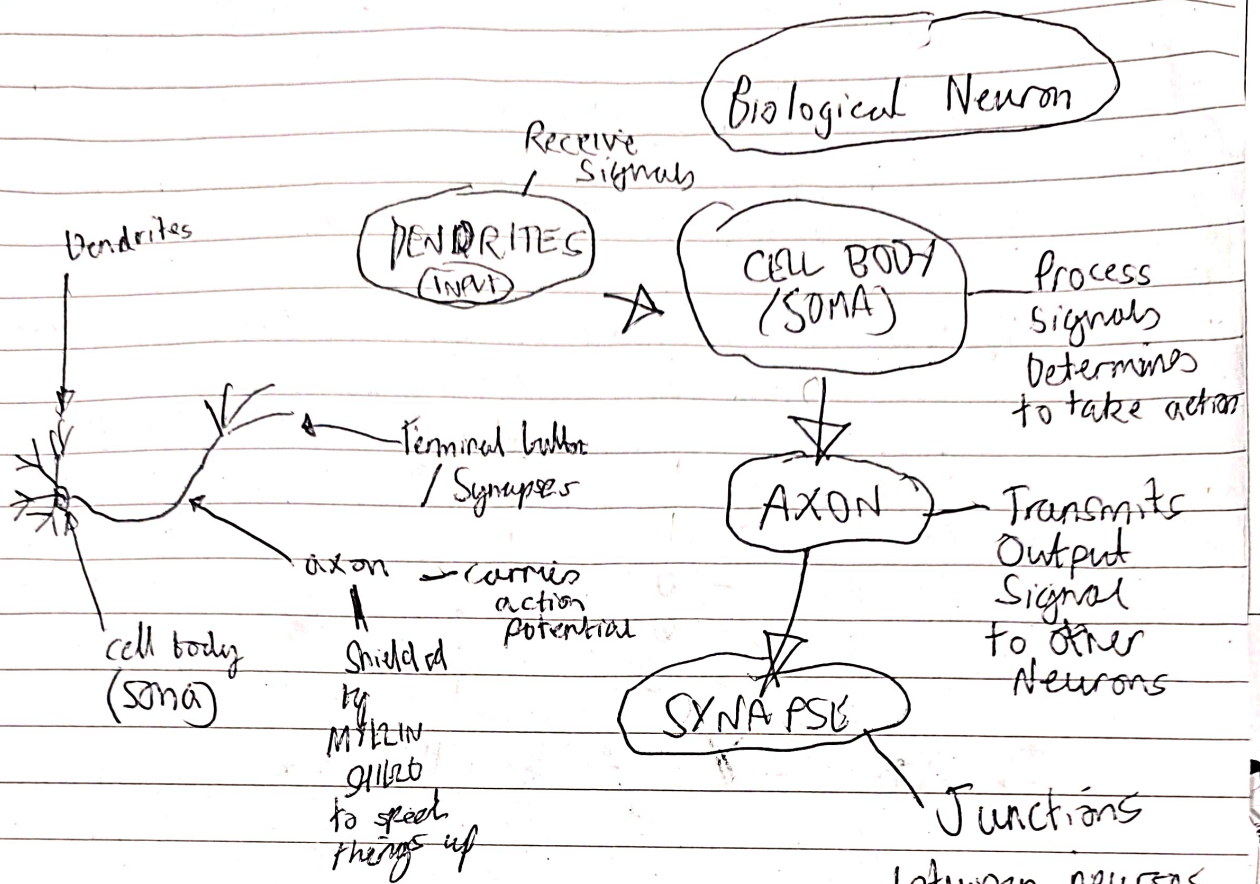 Biological Neuron
Receive
Signals
DENDRITES
INPUT
CELL BODY
(SOMA)
Process
signals
Determines
to take action
AXON
Transmits
Output
Signal
to other
Neurons
SYNAPSE
Junctions
between neurons
Dendrites
Terminal button
/ Synapses
axon - carries
action
potential
Shielded
by
to speed
things up
cell body
(soma)